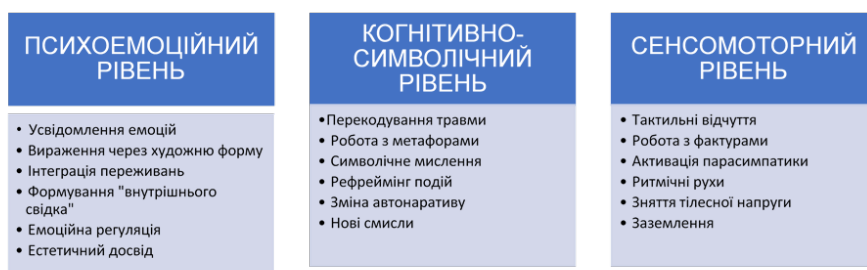 ПСИХОЕМОЦІЙНИЙ
РІВЕНЬ
• Усвідомлення емоцій
• Вираження через художню форму
• Інтеграція переживань
• Формування "внутрішнього
свідка"
• Емоційна регуляція
• Естетичний досвід
КОГНІТИВНО-
СИМВОЛІЧНИЙ
РІВЕНЬ
•Перекодування травми
• Робота з метафорами
• Символічне мислення
• Рефреймінг подій
• Зміна автонаративу
• Нові смисли
СЕНСОМОТОРНИЙ
РІВЕНЬ
• Тактильні відчуття
• Робота з фактурами
• Активація парасимпатики
• Ритмічні рухи
• Зняття тілесної напруги
• Заземлення